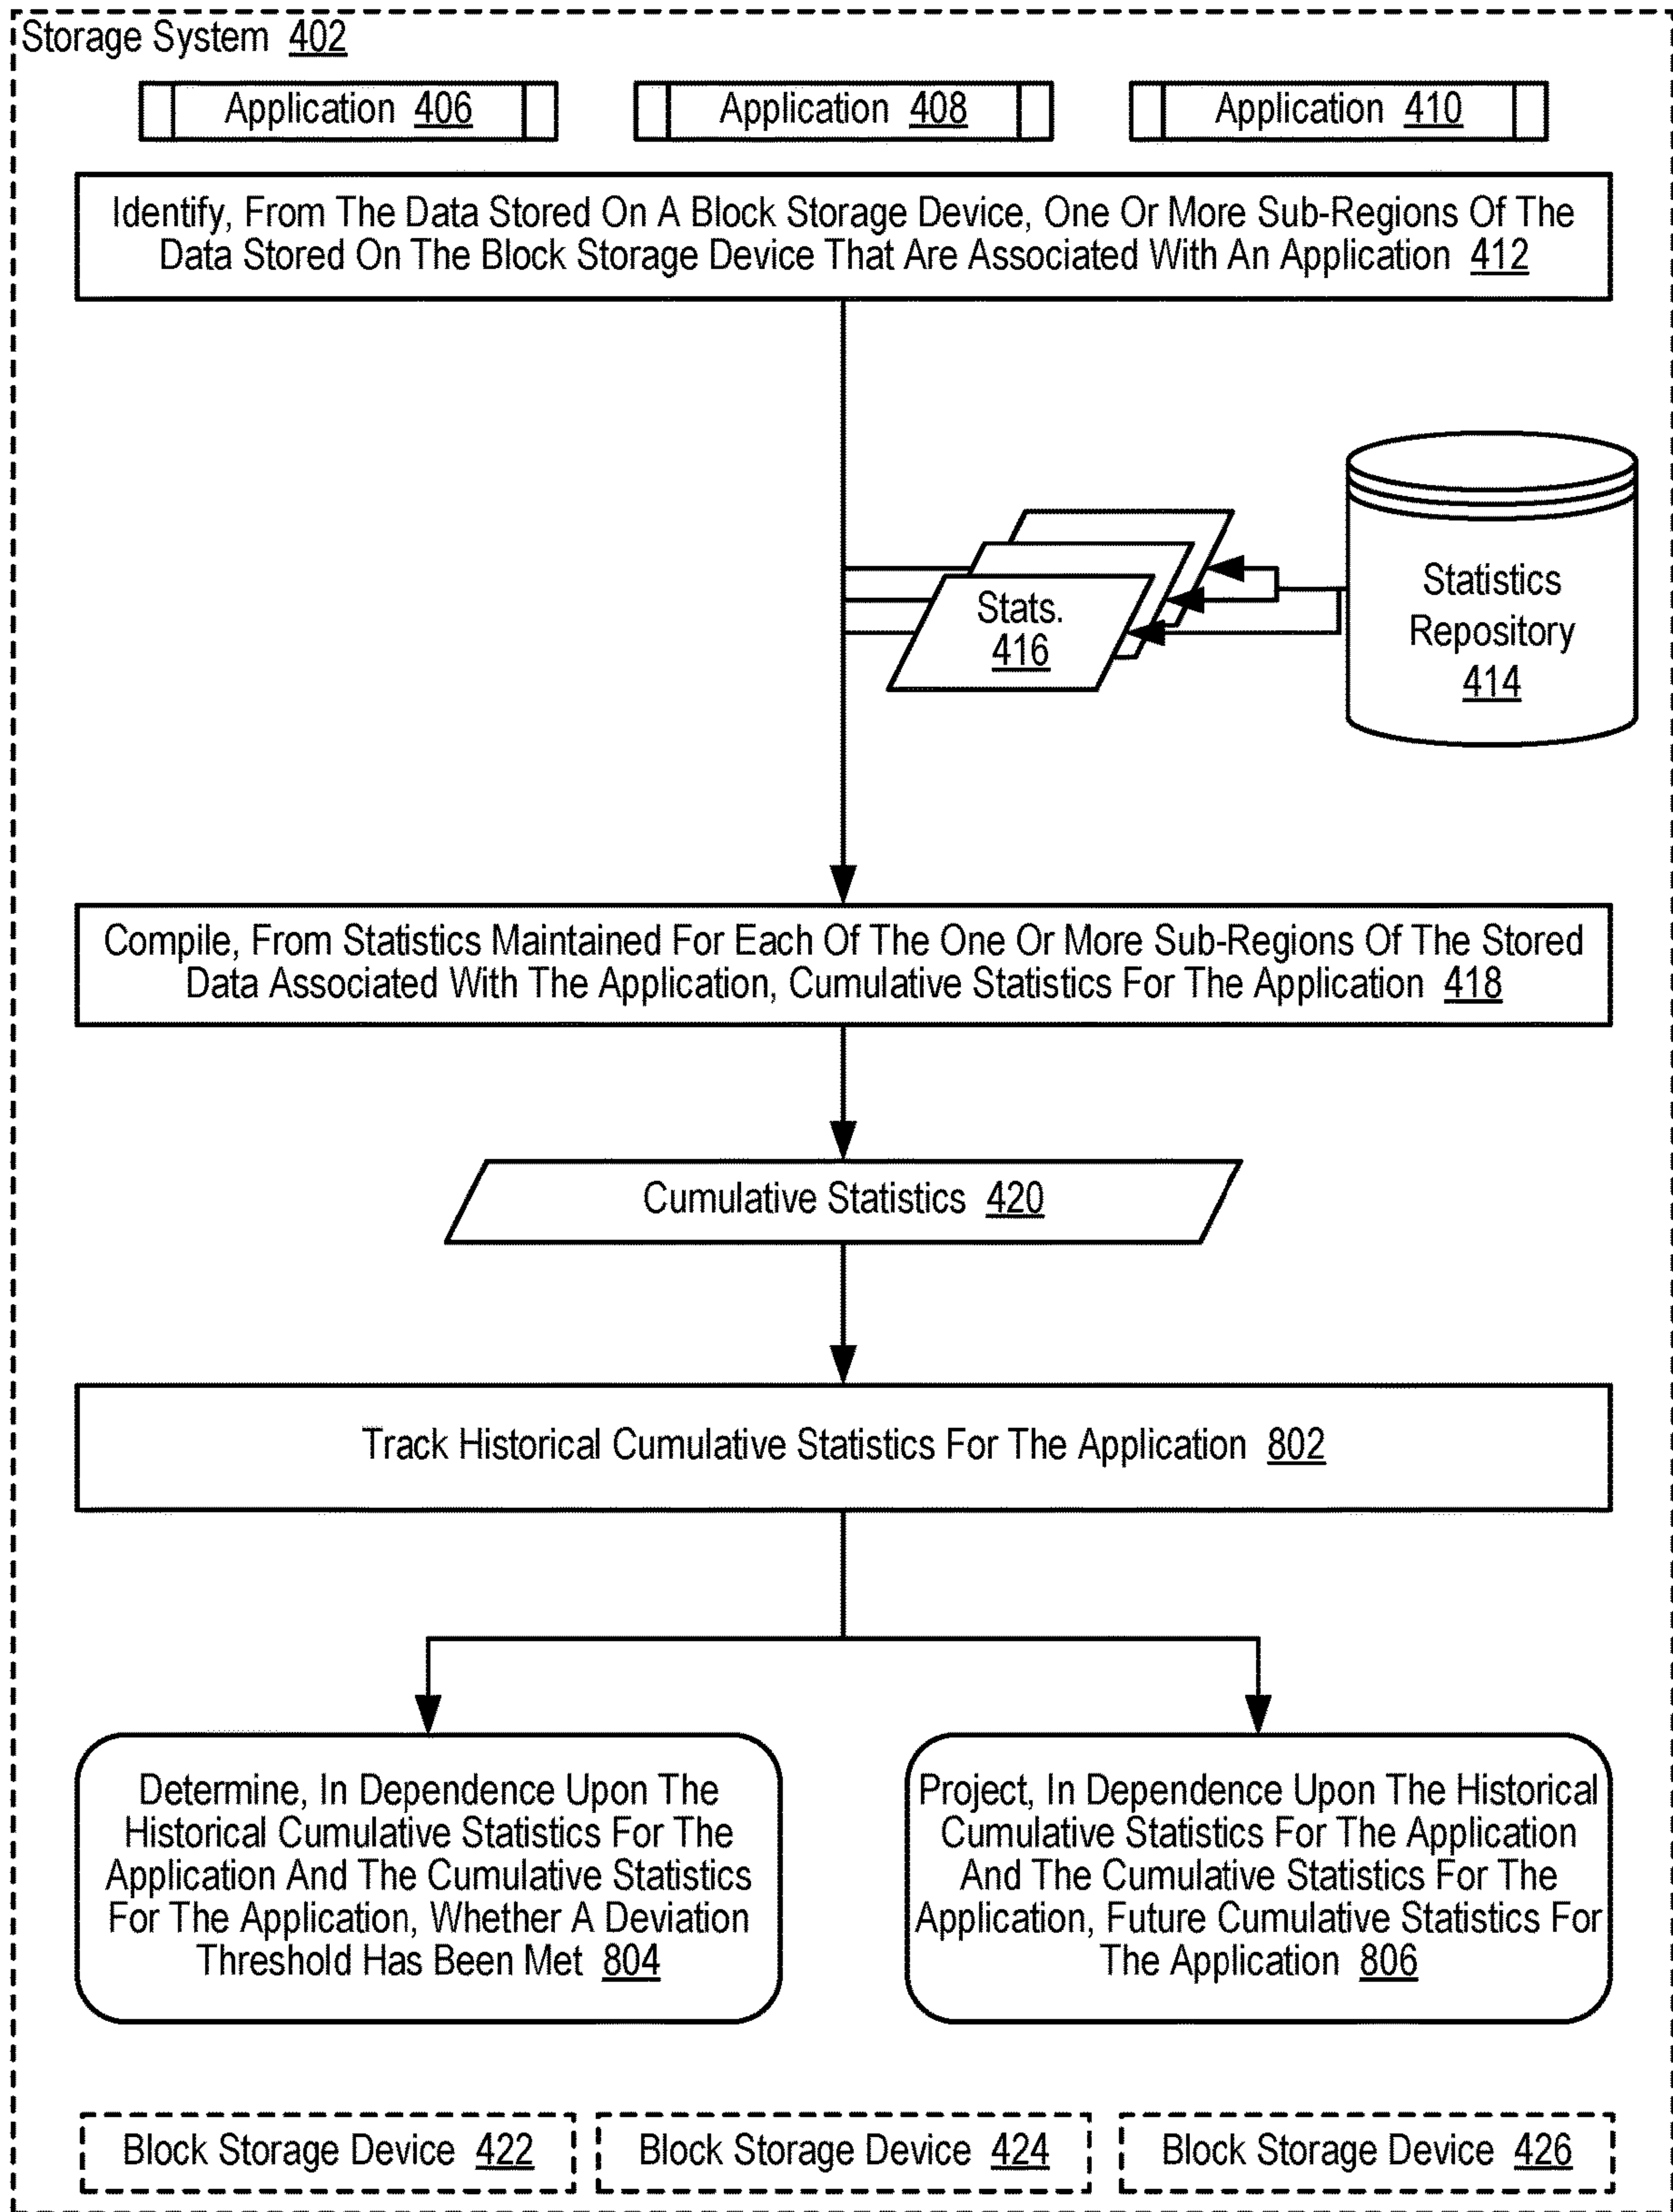 Storage System 402
Application 406
Application 408
Application 410
Identify, From The Data Stored On A Block Storage Device, One Or More Sub-Regions Of The
Data Stored On The Block Storage Device That Are Associated With An Application 412
Stats.
416
Statistics
Repository
414
Compile, From Statistics Maintained For Each Of The One Or More Sub-Regions Of The Stored
Data Associated With The Application, Cumulative Statistics For The Application 418
Cumulative Statistics 420
Track Historical Cumulative Statistics For The Application 802
Determine, In Dependence Upon The
Historical Cumulative Statistics For The
Application And The Cumulative Statistics
For The Application, Whether A Deviation
Threshold Has Been Met 804
Project, In Dependence Upon The Historical
Cumulative Statistics For The Application
And The Cumulative Statistics For The
Application, Future Cumulative Statistics For
The Application 806
Block Storage Device 422
Block Storage Device 424
Block Storage Device 426